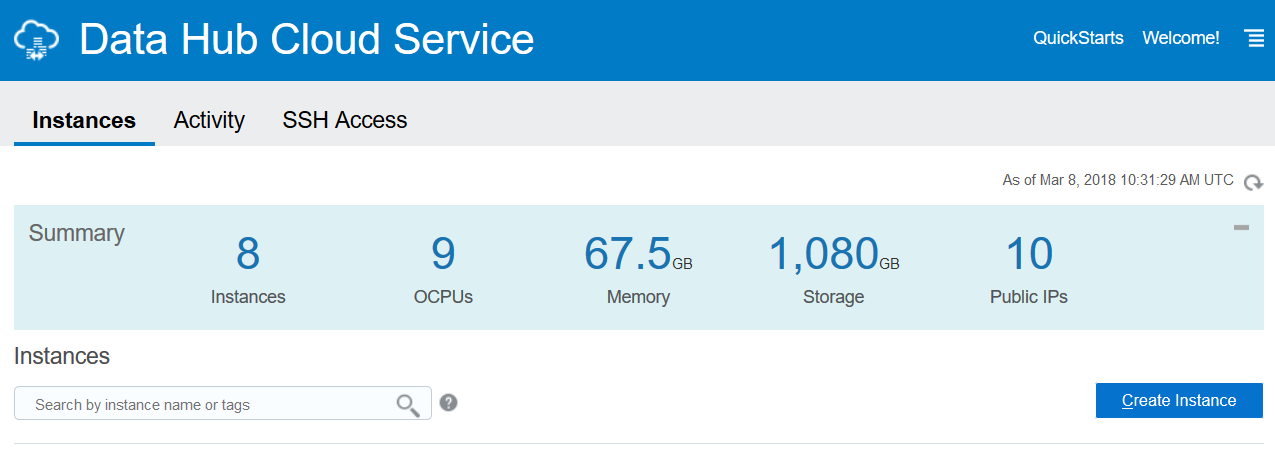 Data Hub Cloud Service
QuickStarts Welcome!
Instances Activity SSH Access
As of Mar 8, 2018 10:31:29 AM UTC
Summary
8 9 67.5GB 1,080GB 10
Instances OCPUs Memory Storage Public IPs
Instances
Search by instance name or tags ?
Create Instance